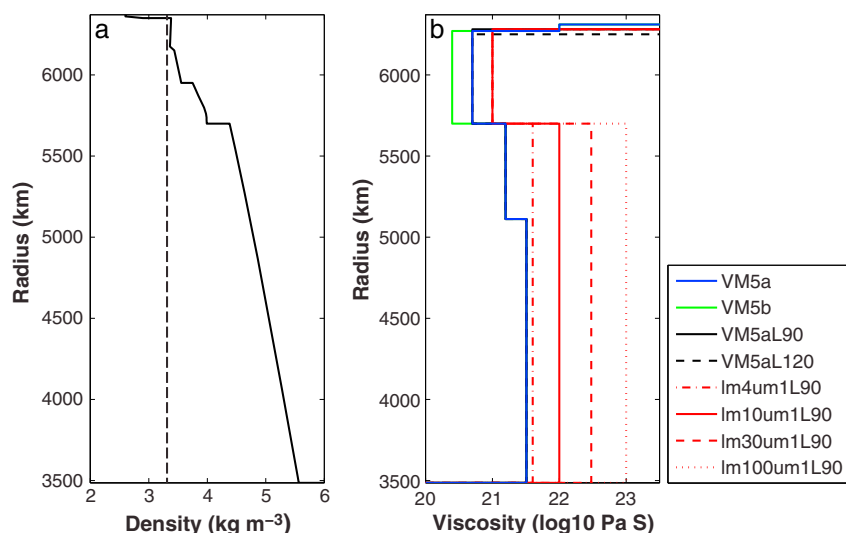 a
6000
5500
5000
4500
4000
3500
2
3
4
5
6
Radius (km)
Density (kg m⁻³)
b
6000
5500
5000
4500
4000
3500
20
21
22
23
Radius (km)
Viscosity (log10 Pa S)
VM5a
VM5b
VM5aL90
VM5aL120
lm4um1L90
lm10um1L90
lm30um1L90
lm100um1L90